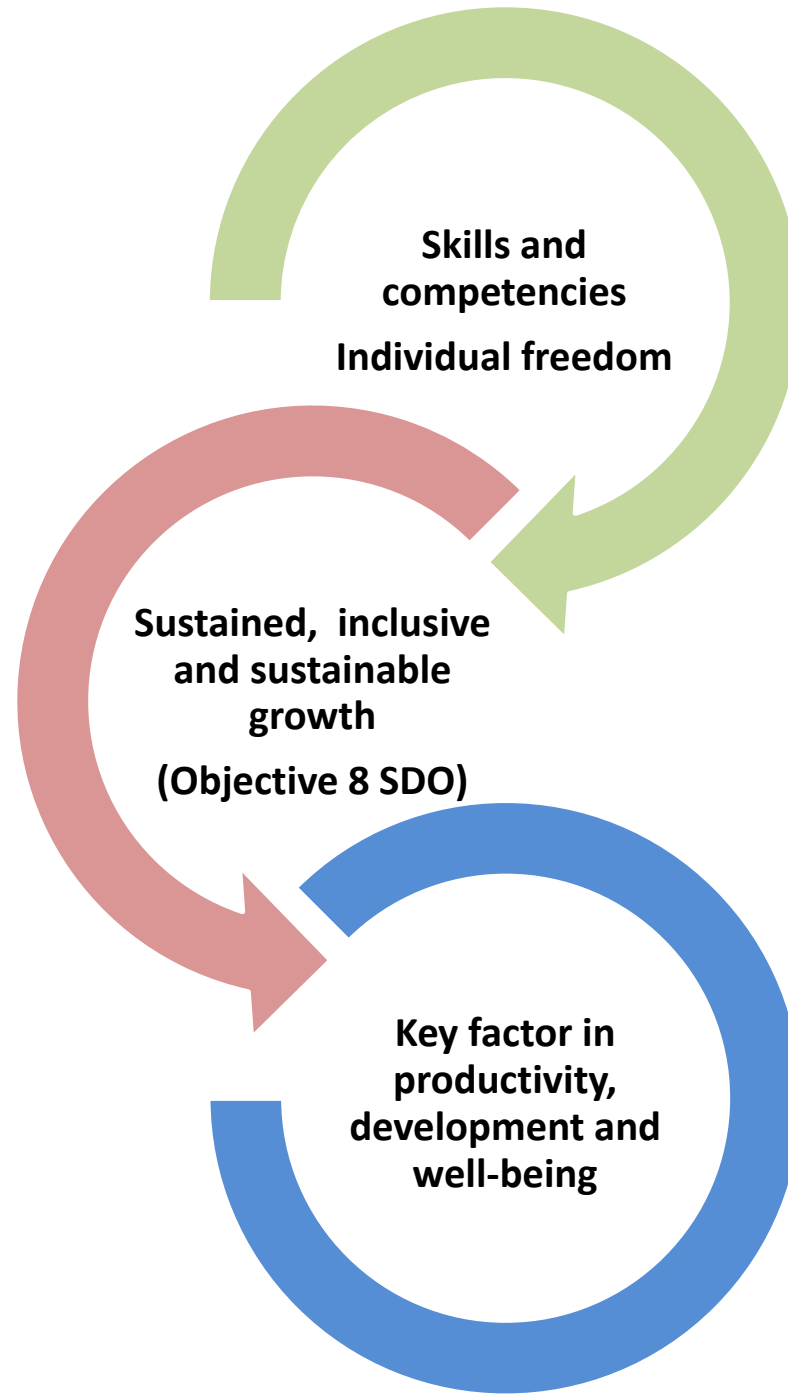 Skills and
competencies
Individual freedom
Sustained,  inclusive
and sustainable
growth
(Objective 8 SDO)
Key factor in
productivity,
development and
well-being